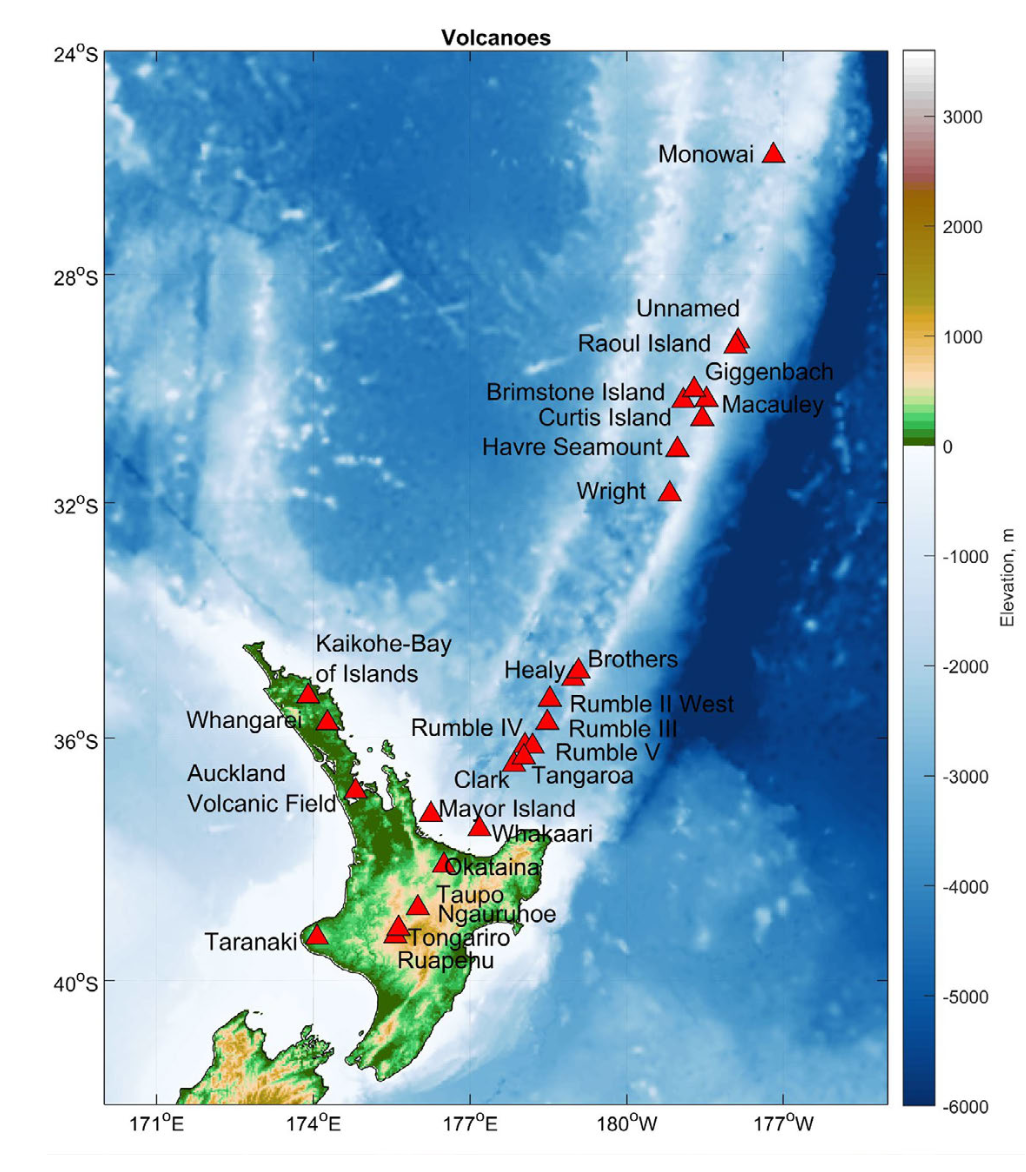 Volcanoes
24°S
28°S
32°S
36°S
40°S
Monowai
Unnamed
Raoul Island
Giggenbach
Brimstone Island
Macauley
Curtis Island
Havre Seamount
Wright
Kaikohe-Bay
of Islands
Brothers
Healy
Rumble II West
Whangarei
Rumble IV
Rumble III
Rumble V
Auckland
Volcanic Field
Clark
Tangaroa
Mayor Island
Whakaari
Okataina
Taupo
Ngauruhoe
Taranaki
Tongariro
Ruapehu
171°E
174°E
177°E
180°W
177°W
3000
2000
1000
0
-1000
-2000
-3000
-4000
-5000
-6000
Elevation, m